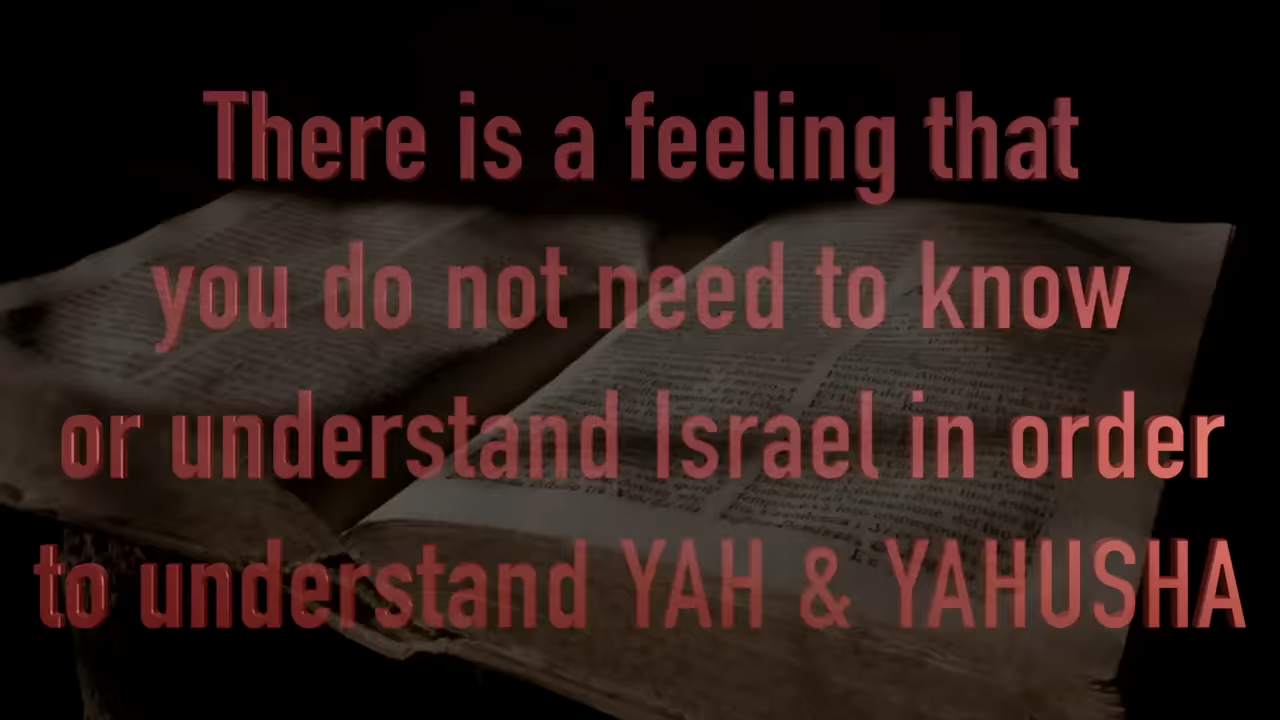 There is a feeling that
you do not need to know
or understand Israel in order
to understand YAH & YAHUSHA